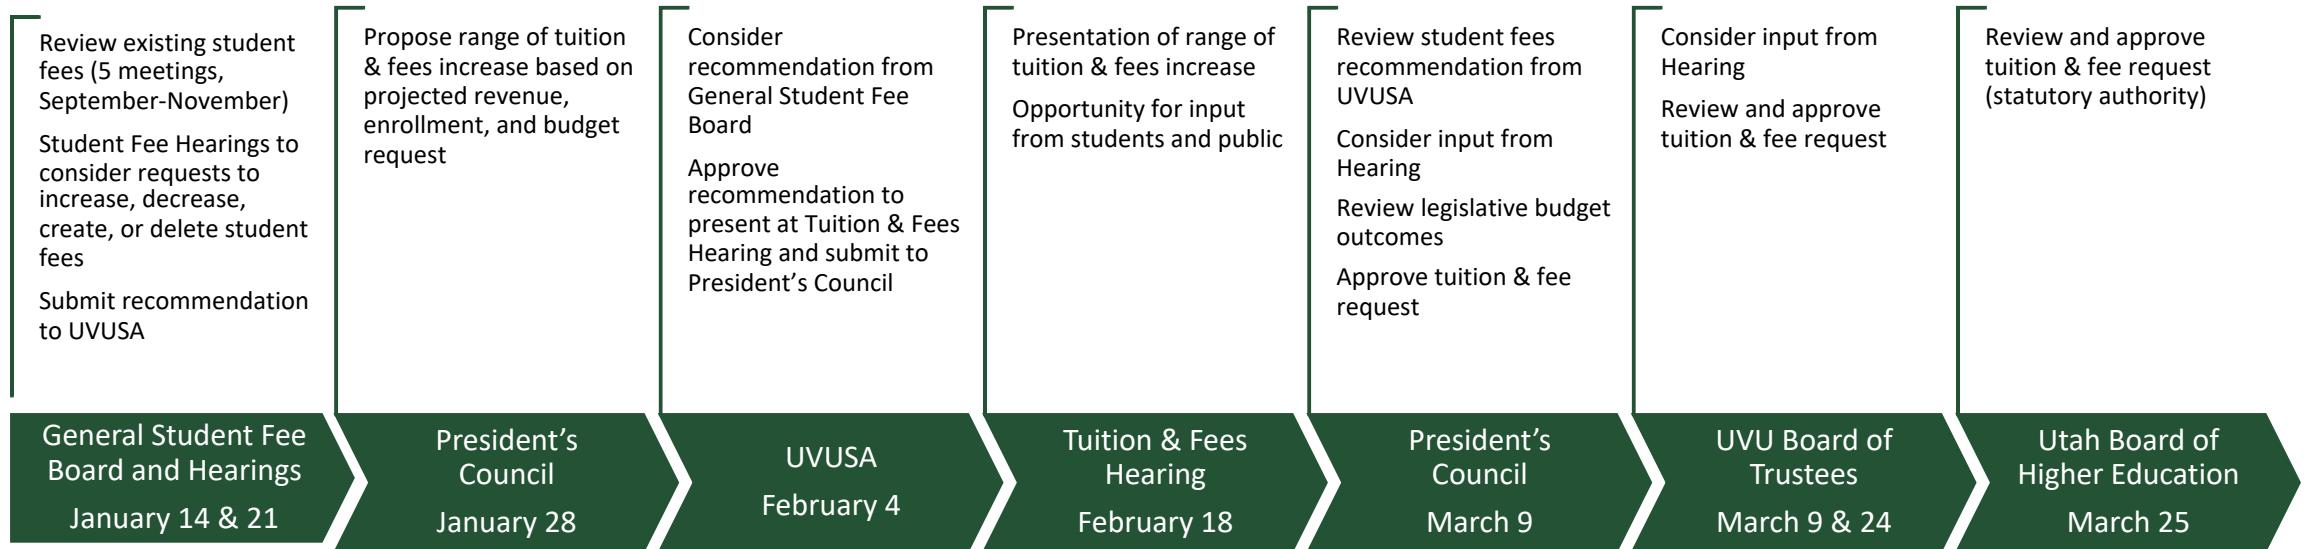 Review existing student
fees (5 meetings,
September-November)
Student Fee Hearings to
consider requests to
increase, decrease,
create, or delete student
fees
Submit recommendation
to UVUSA
General Student Fee
Board and Hearings
January 14 & 21
Propose range of tuition
& fees increase based on
projected revenue,
enrollment, and budget
request
President’s
Council
January 28
Consider
recommendation from
General Student Fee
Board
Approve
recommendation to
present at Tuition & Fees
Hearing and submit to
President’s Council
UVUSA
February 4
Presentation of range of
tuition & fees increase
Opportunity for input
from students and public
Tuition & Fees
Hearing
February 18
Review student fees
recommendation from
UVUSA
Consider input from
Hearing
Review legislative budget
outcomes
Approve tuition & fee
request
President’s
Council
March 9
Consider input from
Hearing
Review and approve
tuition & fee request
UVU Board of
Trustees
March 9 & 24
Review and approve
tuition & fee request
(statutory authority)
Utah Board of
Higher Education
March 25